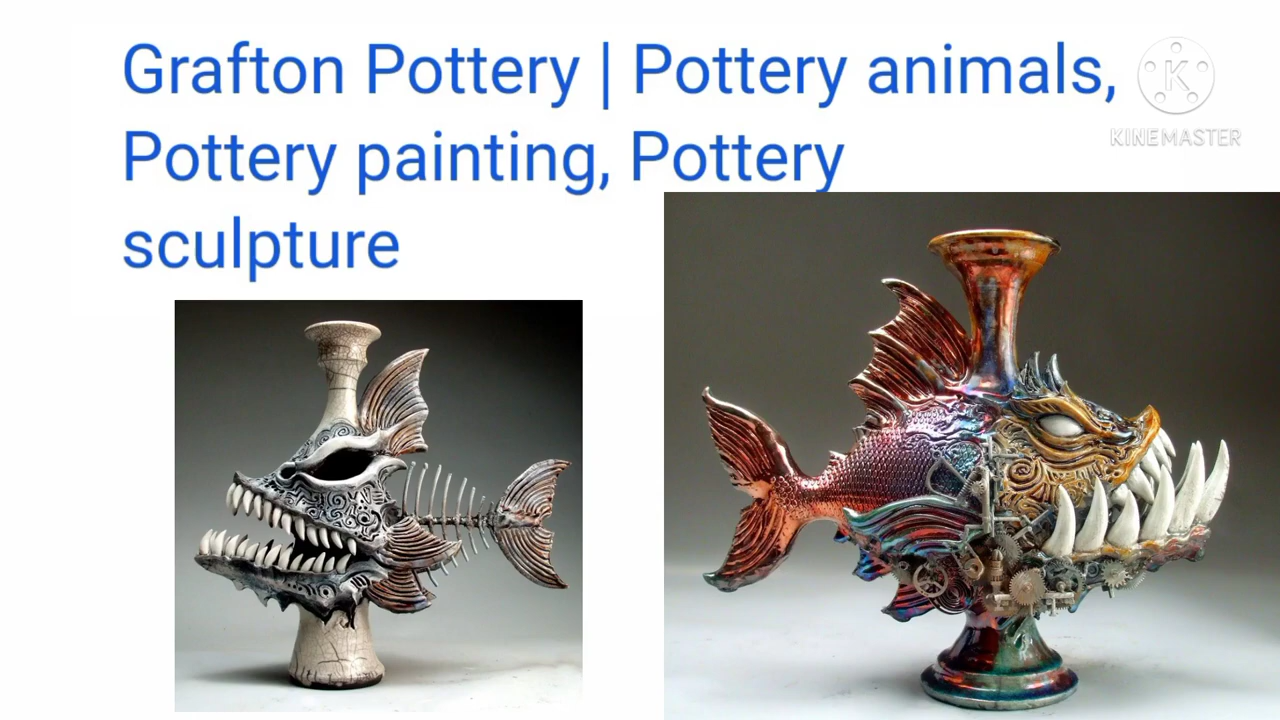 Grafton Pottery | Pottery animals,
Pottery painting, Pottery
sculpture
K
KINEMASTER